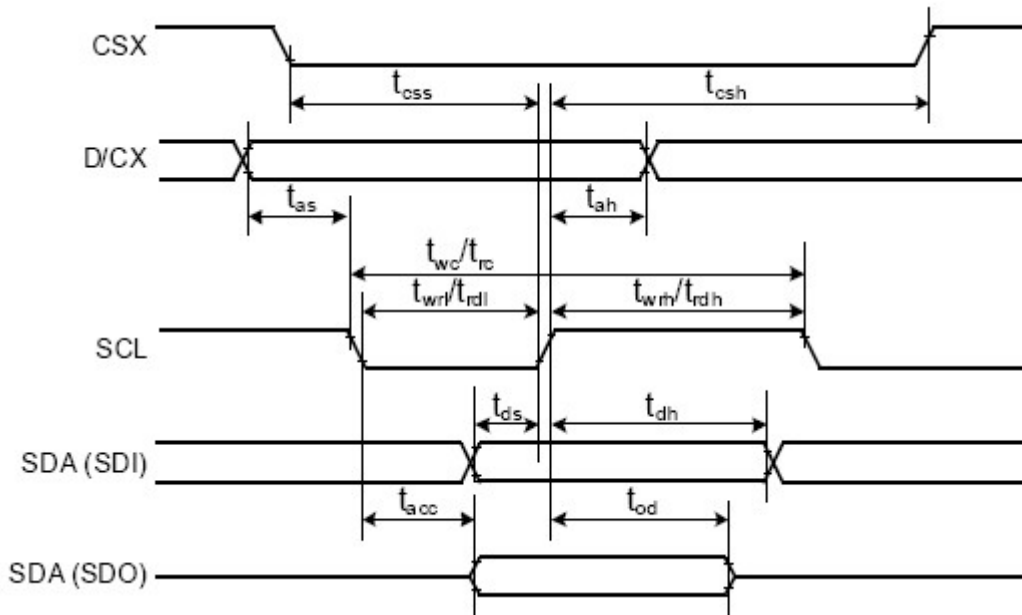 CSX
tcss tcsh
D/CX
tas tah
twc/trc
twrl/trdl twrh/trdh
SCL
tds tdh
SDA (SDI)
tacc tod
SDA (SDO)